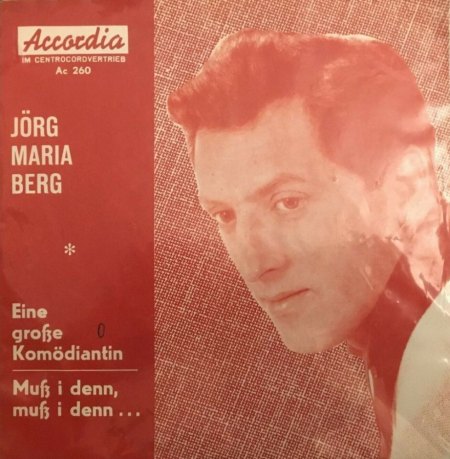 Accordia
IM CENTROCORDVERTRIEB
Ac 260
JÖRG
MARIA
BERG
*
Eine
große
Komödiantin
Muß i denn,
muß i denn...